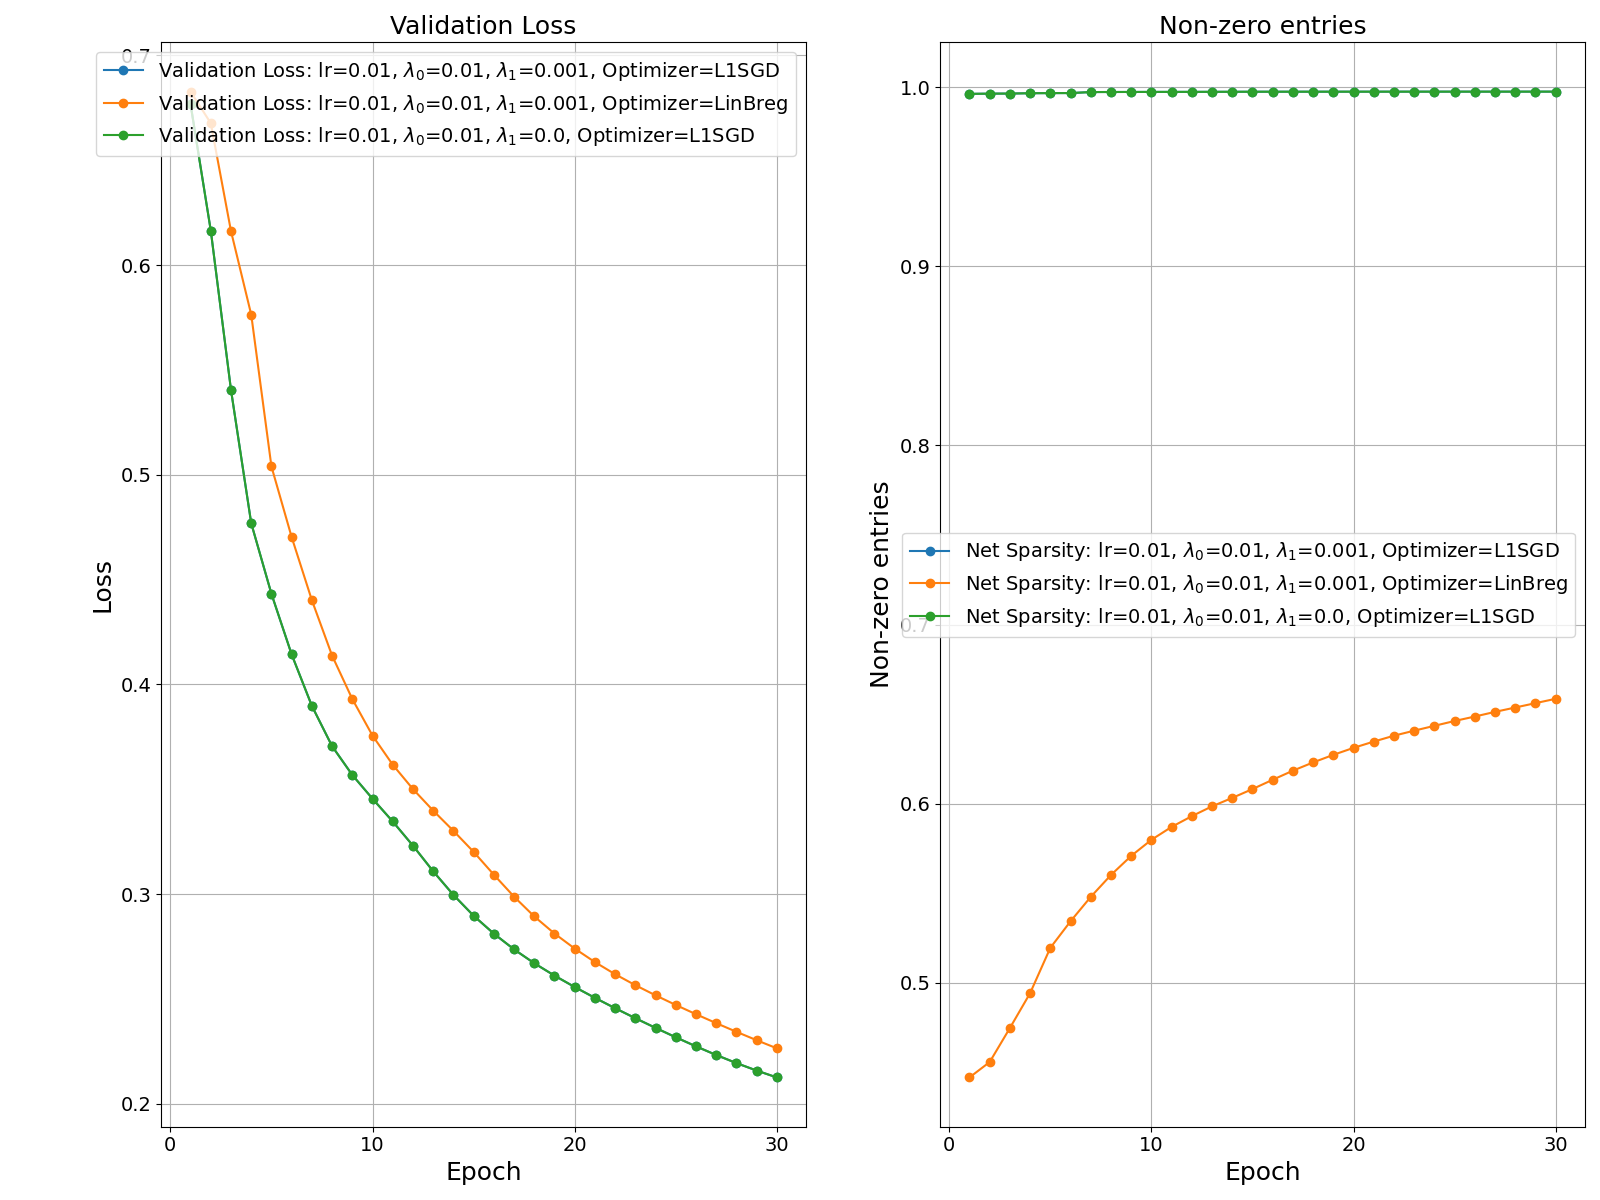 Validation Loss
Non-zero entries
0.7
Validation Loss: lr=0.01, λ₀=0.01, λ₁=0.001, Optimizer=L1SGD
Validation Loss: lr=0.01, λ₀=0.01, λ₁=0.001, Optimizer=LinBreg
Validation Loss: lr=0.01, λ₀=0.01, λ₁=0.0, Optimizer=L1SGD
0.6
0.5
0.4
0.3
0.2
Loss
0
10
20
30
Epoch
1.0
0.9
0.8
Net Sparsity: lr=0.01, λ₀=0.01, λ₁=0.001, Optimizer=L1SGD
Net Sparsity: lr=0.01, λ₀=0.01, λ₁=0.001, Optimizer=LinBreg
Net Sparsity: lr=0.01, λ₀=0.01, λ₁=0.0, Optimizer=L1SGD
0.7
0.6
0.5
Non-zero entries
0
10
20
30
Epoch